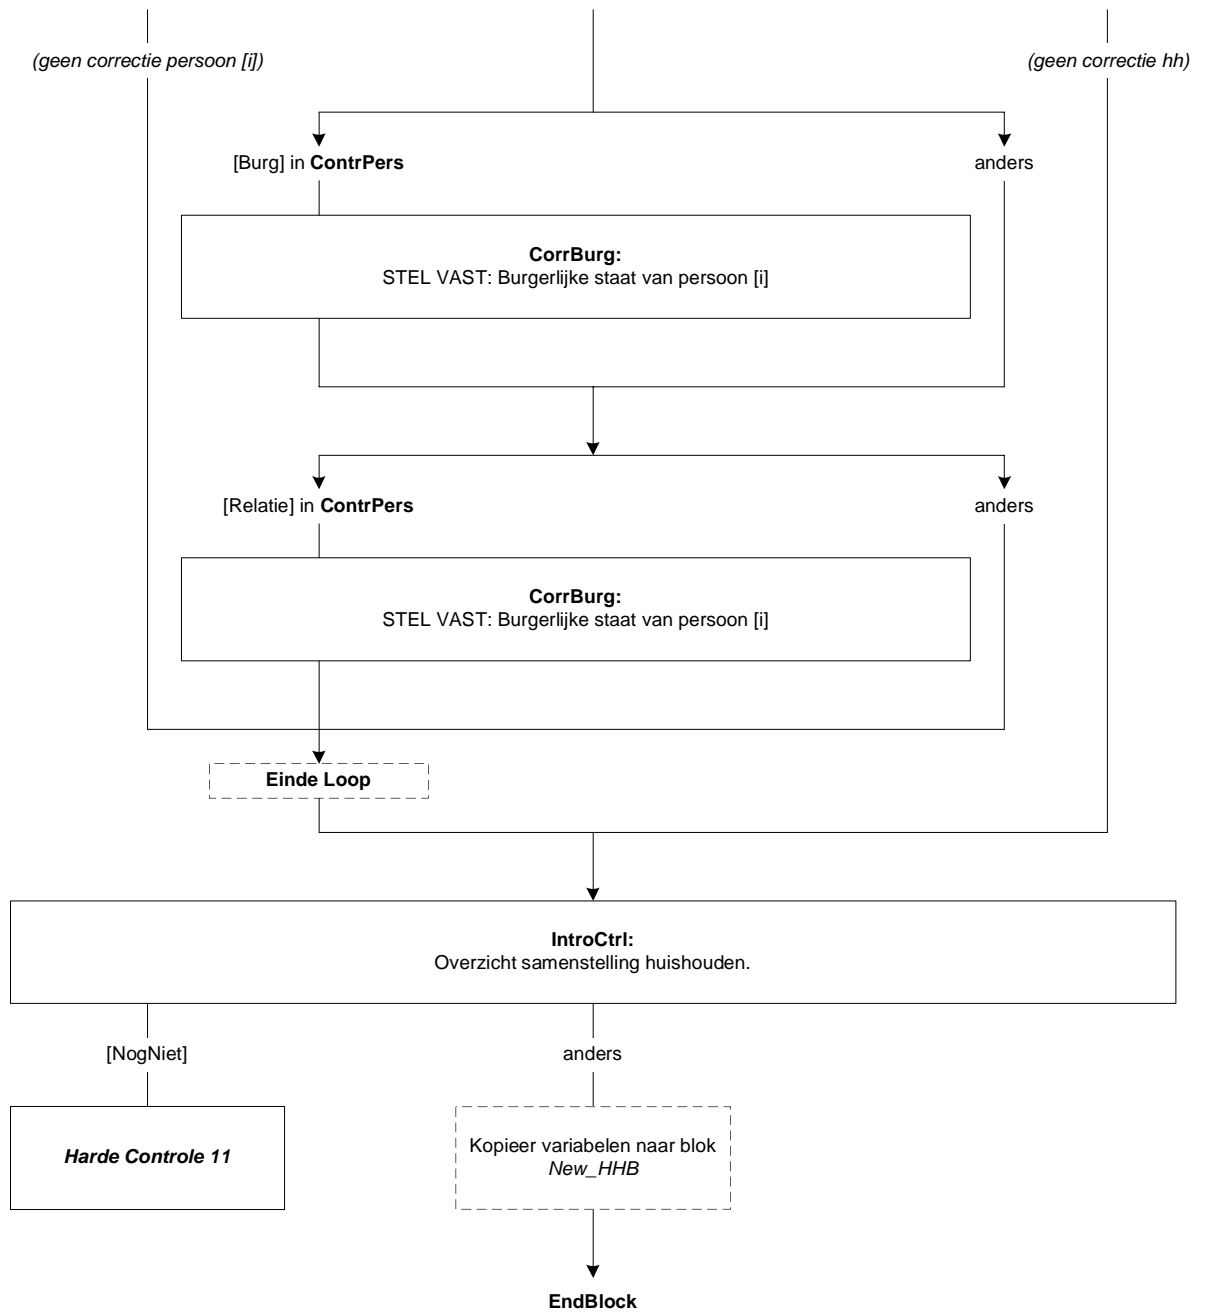 (geen correctie persoon [i])
(geen correctie hh)
[Burg] in ContrPers
anders
CorrBurg:
STEL VAST: Burgerlijke staat van persoon [i]
[Relatie] in ContrPers
anders
CorrBurg:
STEL VAST: Burgerlijke staat van persoon [i]
Einde Loop
IntroCtrl:
Overzicht samenstelling huishouden.
[NogNiet]
anders
Harde Controle 11
Kopieer variabelen naar blok
New_HHB
EndBlock